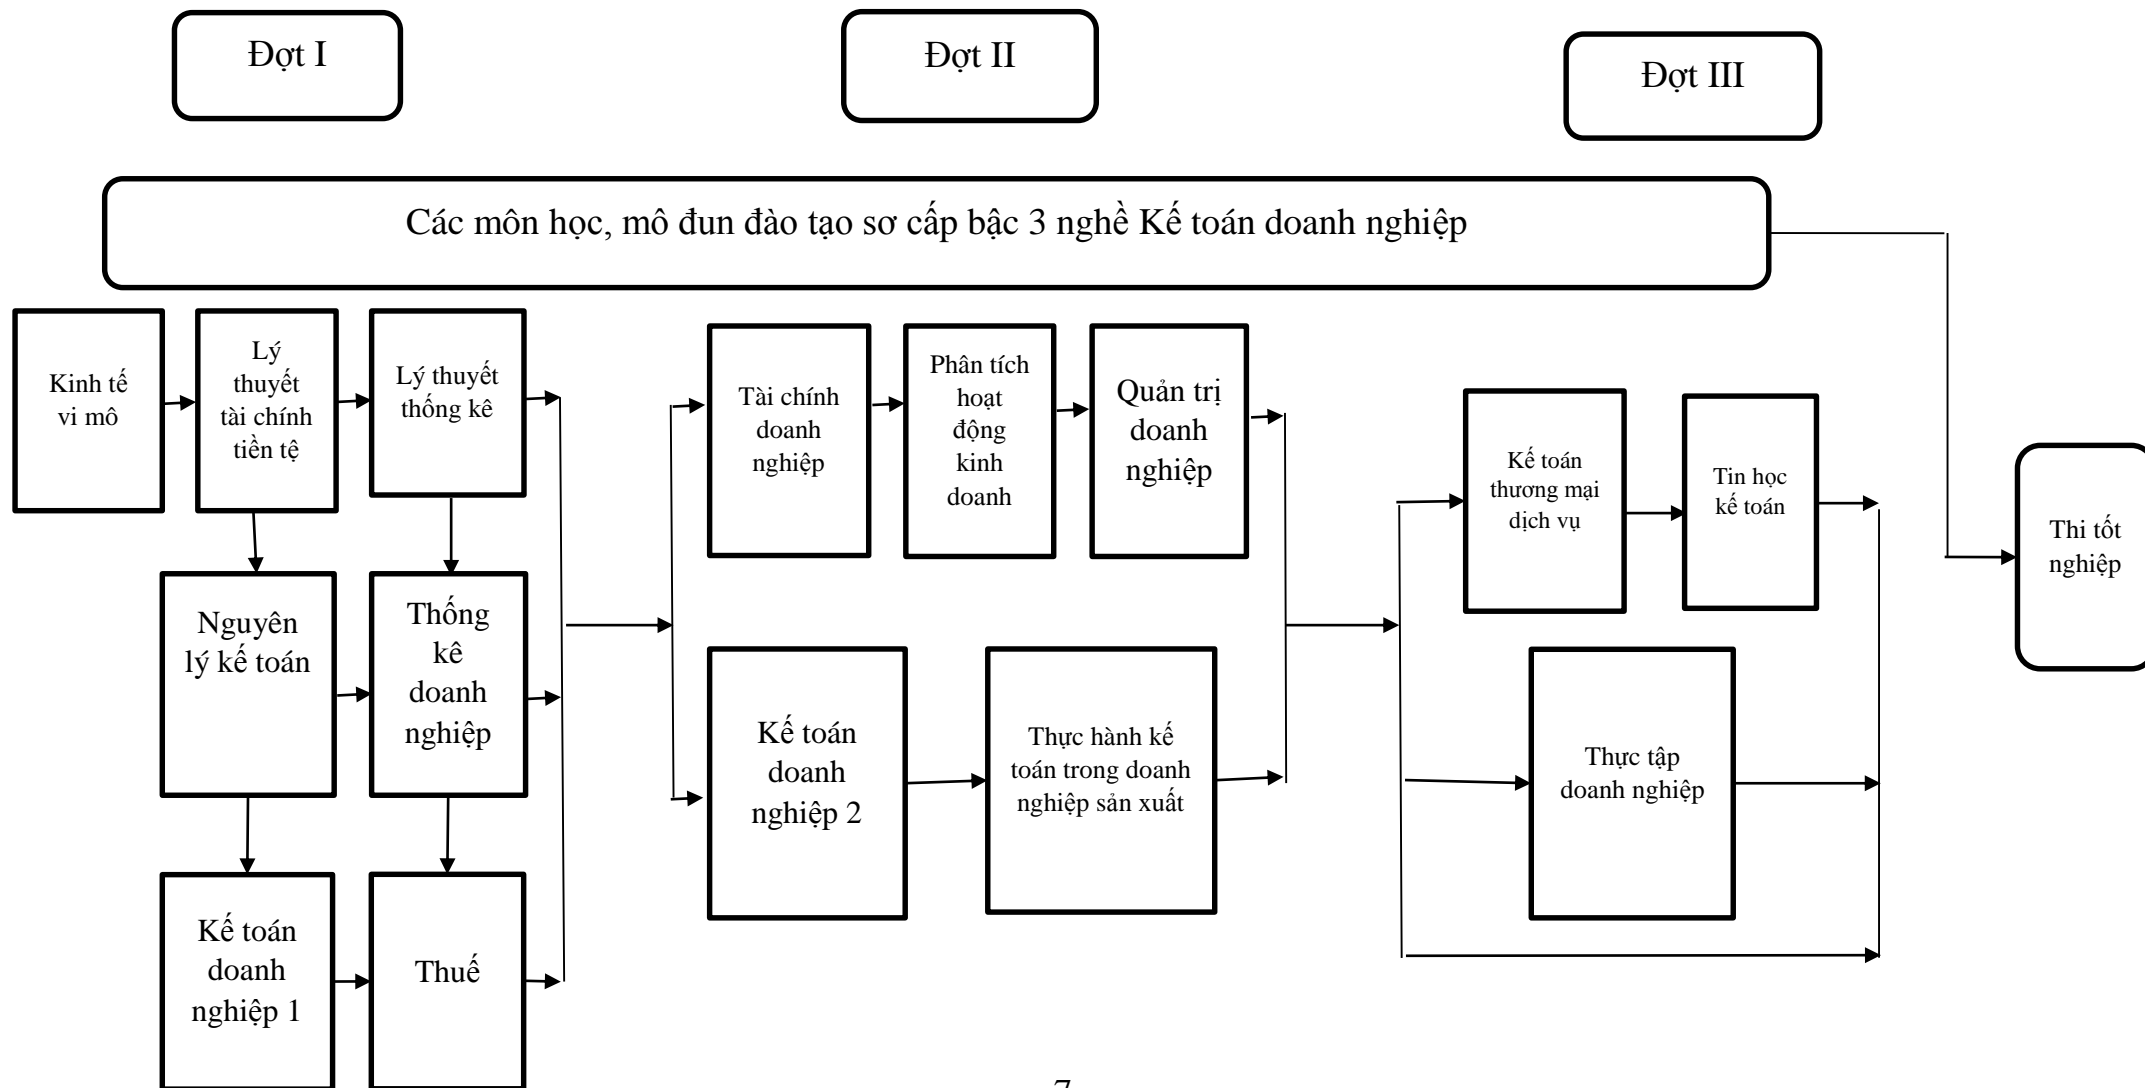 Đợt I
Đợt II
Đợt III
Các môn học, mô đun đào tạo sơ cấp bậc 3 nghề Kế toán doanh nghiệp
Kinh tế
vi mô
Lý
thuyết
tài chính
tiền tệ
Lý thuyết
thống kê
Tài chính
doanh
nghiệp
Phân tích
hoạt
động
kinh
doanh
Quản trị
doanh
nghiệp
Kế toán
thương mại
dịch vụ
Tin học
kế toán
Thi tốt
nghiệp
Nguyên
lý kế toán
Thống
kê
doanh
nghiệp
Kế toán
doanh
nghiệp 2
Thực hành kế
toán trong doanh
nghiệp sản xuất
Thực tập
doanh nghiệp
Kế toán
doanh
nghiệp 1
Thuế
7